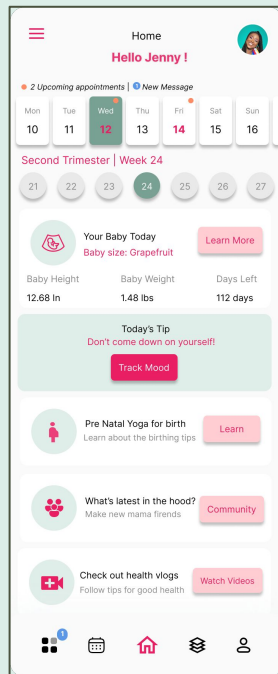 Home
Hello Jenny !
2 Upcoming appointments | 1 New Message
Mon Tue Wed Thu Fri Sat Sun
10 11 12 13 14 15 16
Second Trimester | Week 24
21 22 23 24 25 26 27
Your Baby Today
Baby size: Grapefruit
Learn More
Baby Height Baby Weight Days Left
12.68 In 1.48 lbs 112 days
Today's Tip
Don't come down on yourself!
Track Mood
Pre Natal Yoga for birth
Learn about the birthing tips
Learn
What's latest in the hood?
Make new mama firends
Community
Check out health vlogs
Follow tips for good health
Watch Videos
1